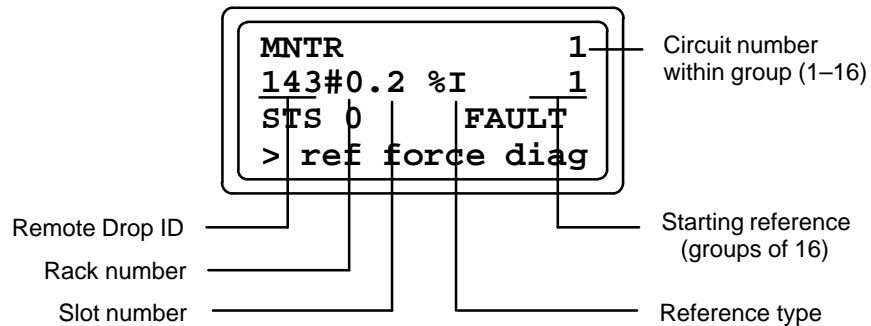 MNTR 1
143#0.2 %I 1
STS 0 FAULT
> ref force diag
Circuit number
within group (1–16)
Remote Drop ID
Rack number
Slot number
Starting reference
(groups of 16)
Reference type